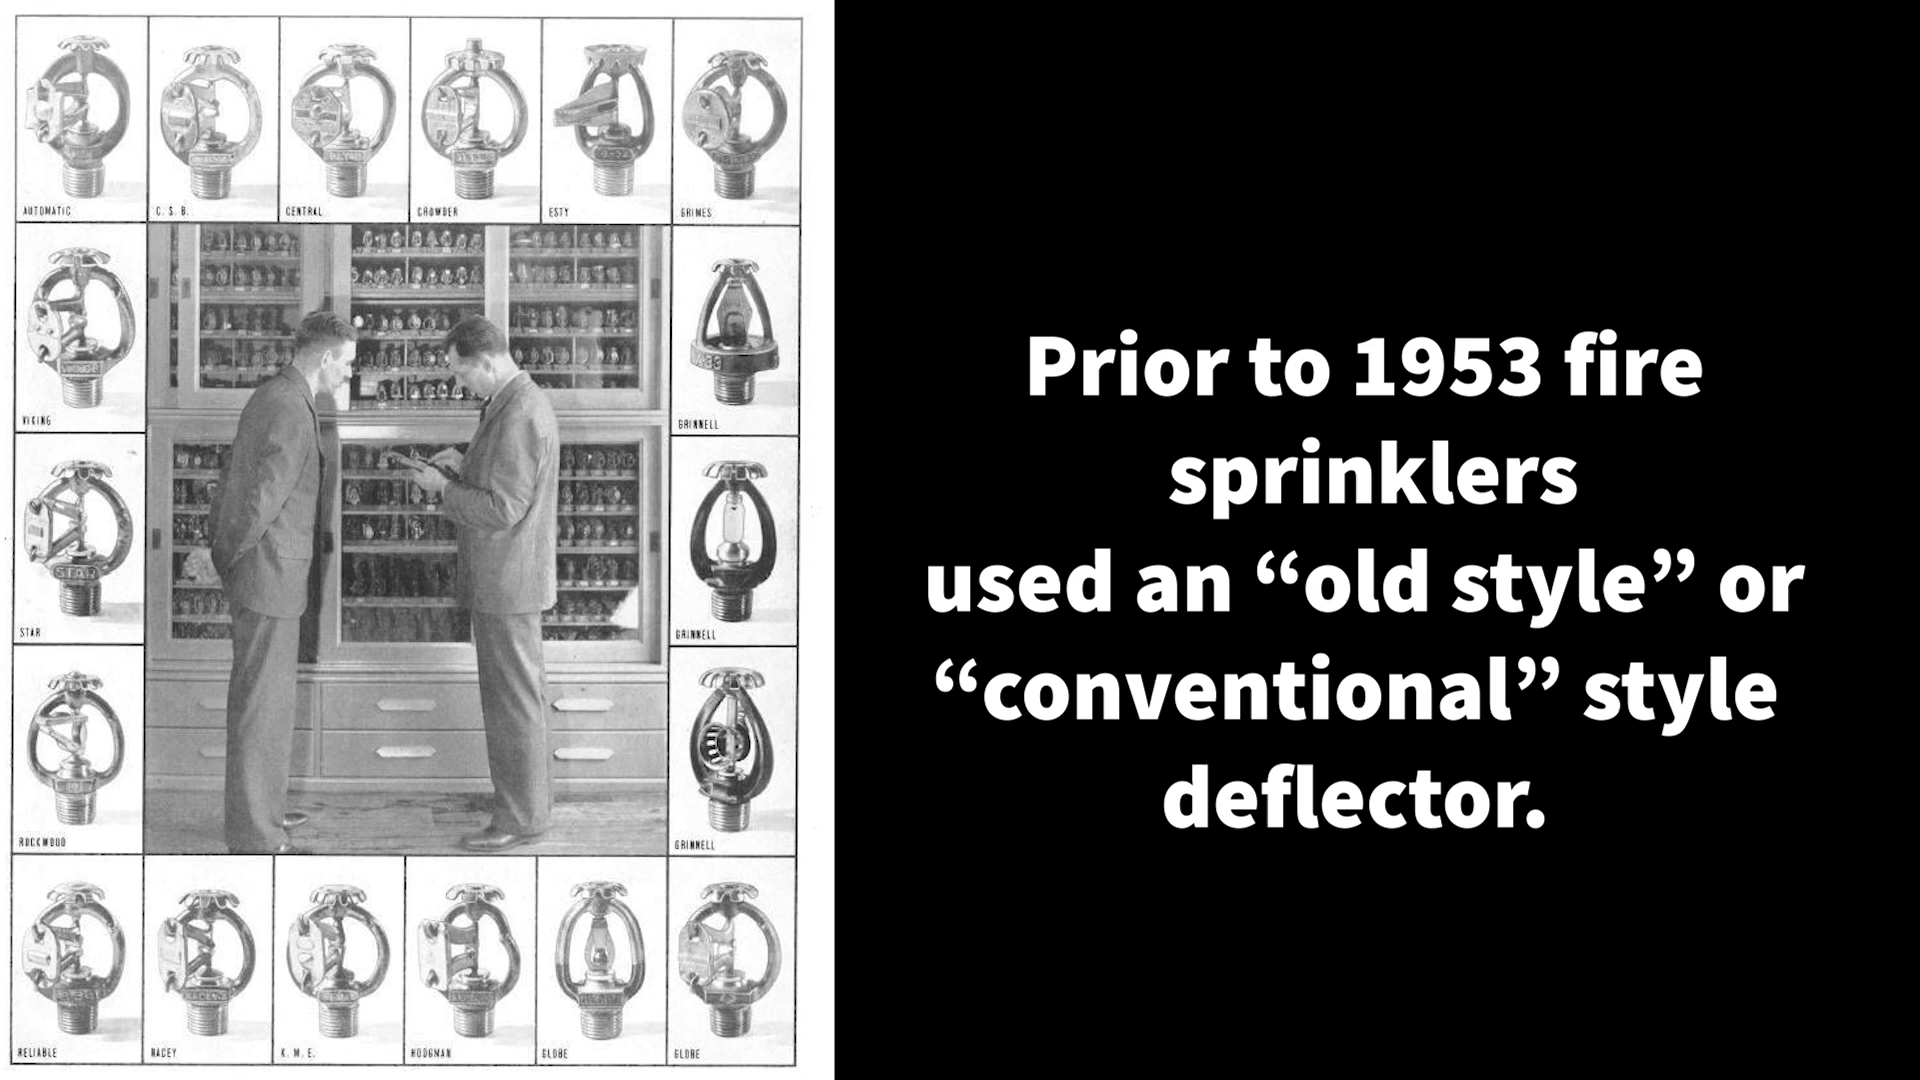 AUTOMATIC
C. S. B.
CENTRAL
CROWDER
ESTY
GRIMES
VIKING
GRINNELL
STAR
STAR
GRINNELL
ROCKWOOD
GRINNELL
RELIABLE
NACEY
K. M. E.
HODGMAN
GLOBE
GLOBE
Prior to 1953 fire
sprinklers
used an “old style” or
“conventional” style
deflector.